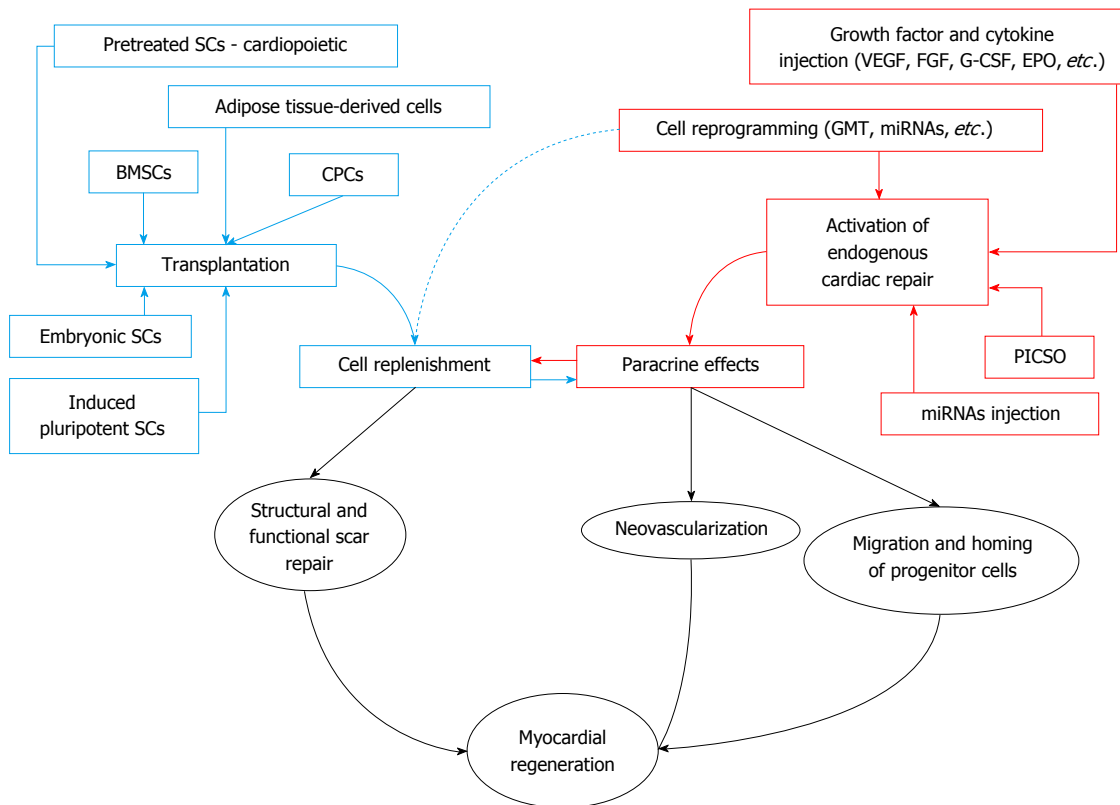 Pretreated SCs - cardiopoietic
Growth factor and cytokine
injection (VEGF, FGF, G-CSF, EPO, etc.)
Adipose tissue-derived cells
Cell reprogramming (GMT, miRNAs, etc.)
BMSCs
CPCs
Activation of
endogenous
cardiac repair
Transplantation
Embryonic SCs
Cell replenishment
Paracrine effects
PICSO
Induced
pluripotent SCs
miRNAs injection
Structural and
functional scar
repair
Neovascularization
Migration and homing
of progenitor cells
Myocardial
regeneration